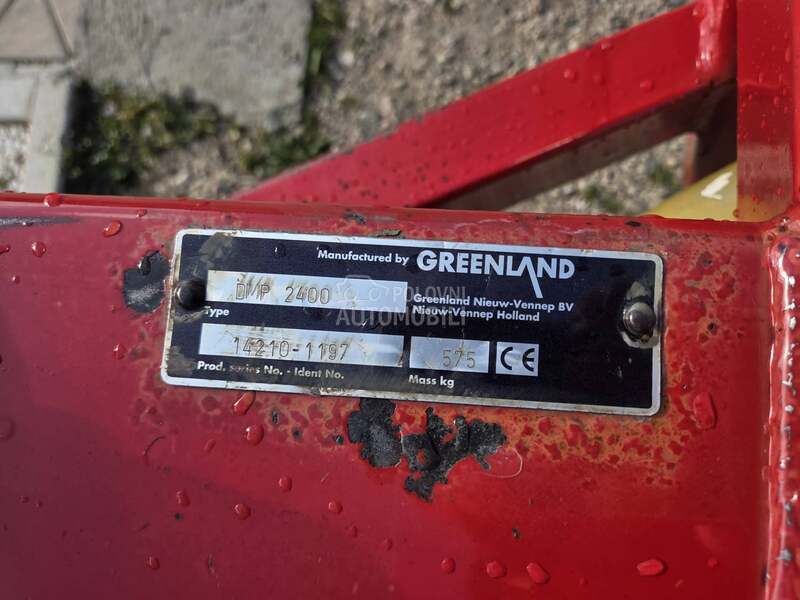 Manufactured by GREENLAND
DMP 2400
Type
Greenland Nieuw-Vennep BV
Nieuw-Vennep Holland
14210-1197
575
CE
Prod. series No. - Ident No.
Mass kg
POLOVNI
AUTOMOBILI